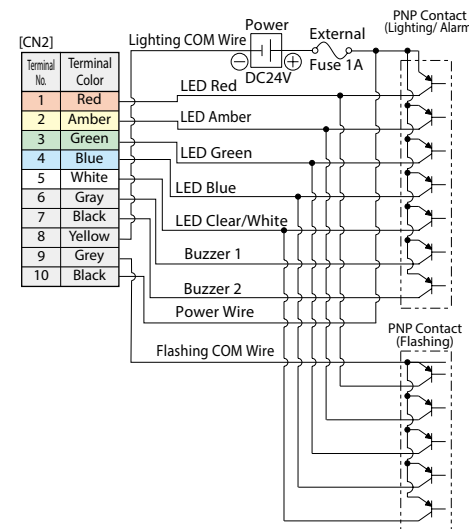 PNP Contact
(Lighting/ Alarm
Power
External
[CN2]
Lighting COM Wire
Fuse 1A
DC24V
Terminal No.
Terminal Color
1 Red
2 Amber
3 Green
4 Blue
5 White
6 Gray
7 Black
8 Yellow
9 Grey
10 Black
LED Red
LED Amber
LED Green
LED Blue
LED Clear/White
Buzzer 1
Buzzer 2
Power Wire
PNP Contact
(Flashing)
Flashing COM Wire